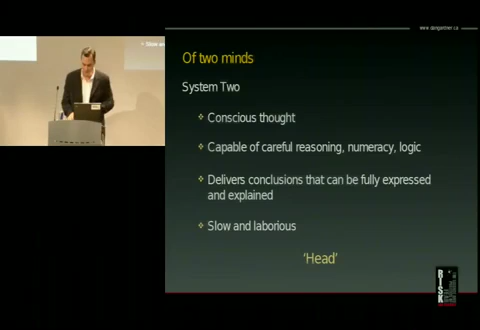 www.dangardner.ca
Of two minds
System Two
Conscious thought
Capable of careful reasoning, numeracy, logic
Delivers conclusions that can be fully expressed
and explained
Slow and laborious
'Head'
RISK